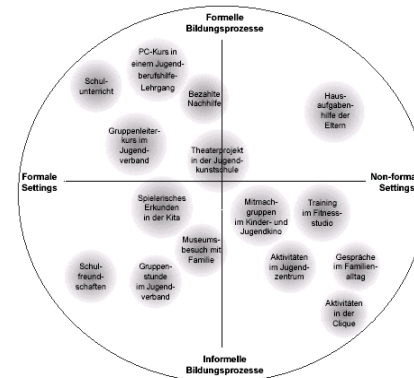 Formelle
Bildungsprozesse
PC-Kurs in
einem Jugend-
berufshilfe-
Lehrgang
Schul-
unterricht
Bezahlte
Nachhilfe
Haus-
aufgaben-
hilfe der
Eltern
Gruppenleiter-
kurs im
Jugend-
verband
Theaterprojekt
in der Jugend-
kunstschule
Formale
Settings
Non-forma
Settings
Spielerisches
Erkunden
in der Kita
Mitmach-
gruppen
im Kinder- und
Jugendkino
Training
im Fitness-
studio
Museums-
besuch mit
Familie
Schul-
freund-
schaften
Gruppen-
stunde
im Jugend-
verband
Aktivitäten
im Jugend-
zentrum
Gespräche
im Familien-
alltag
Aktivitäten
in der
Clique
Informelle
Bildungsprozesse